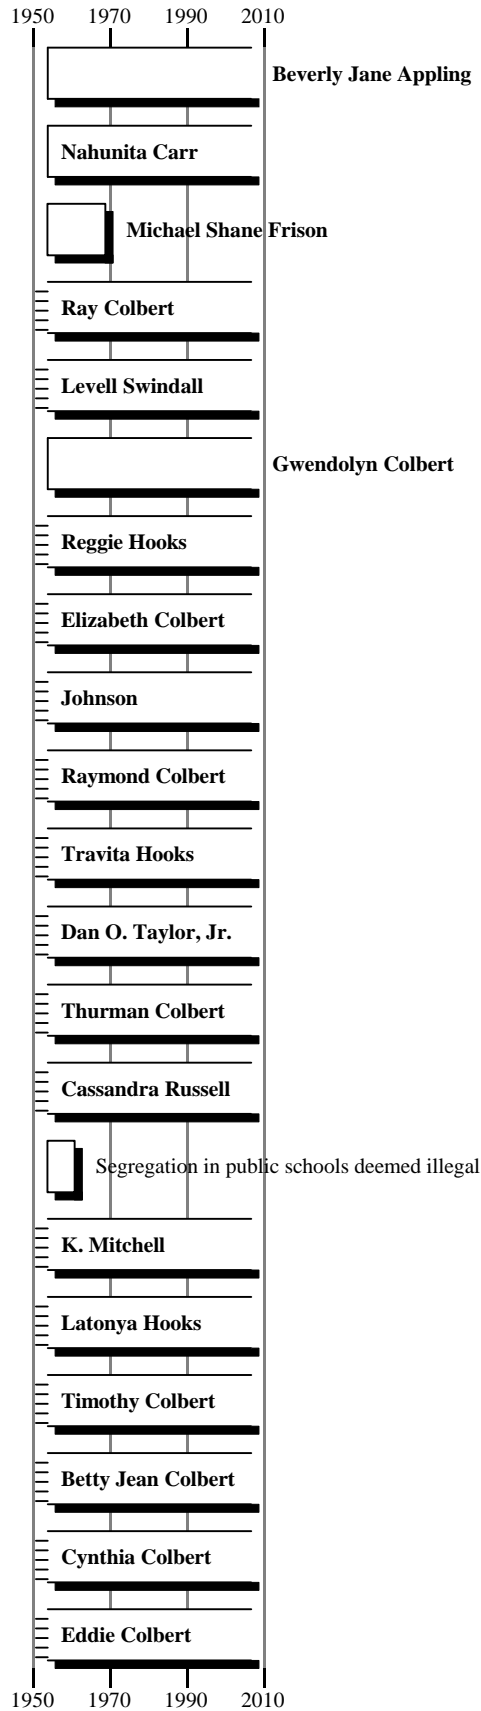 1950 1970 1990 2010
Beverly Jane Appling
Nahunita Carr
Michael Shane Frison
Ray Colbert
Levell Swindall
Gwendolyn Colbert
Reggie Hooks
Elizabeth Colbert
Johnson
Raymond Colbert
Travita Hooks
Dan O. Taylor, Jr.
Thurman Colbert
Cassandra Russell
Segregation in public schools deemed illegal
K. Mitchell
Latonya Hooks
Timothy Colbert
Betty Jean Colbert
Cynthia Colbert
Eddie Colbert
1950 1970 1990 2010